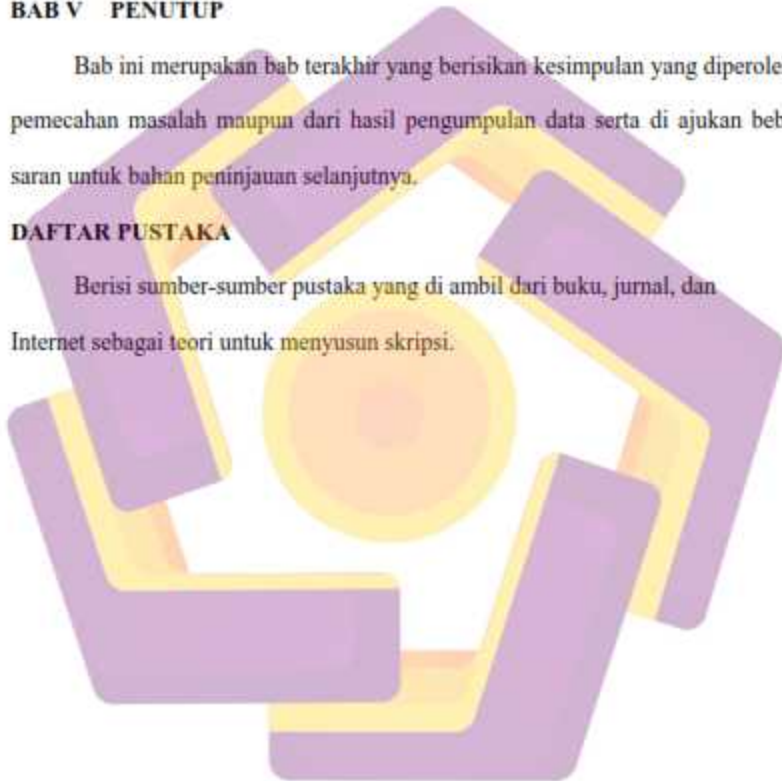 BAB V PENUTUP
Bab ini merupakan bab terakhir yang berisikan kesimpulan yang diperole
pemecahan masalah maupun dari hasil pengumpulan data serta di ajukan beb
saran untuk bahan peninjauan selanjutnya.
DAFTAR PUSTAKA
Berisi sumber-sumber pustaka yang di ambil dari buku, jurnal, dan
Internet sebagai teori untuk menyusun skripsi.